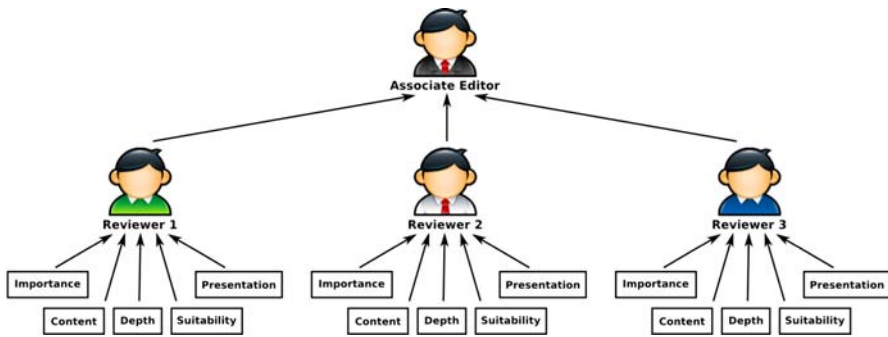 Associate Editor
Reviewer 1
Reviewer 2
Reviewer 3
Importance
Presentation
Importance
Presentation
Importance
Presentation
Content
Depth
Suitability
Content
Depth
Suitability
Content
Depth
Suitability